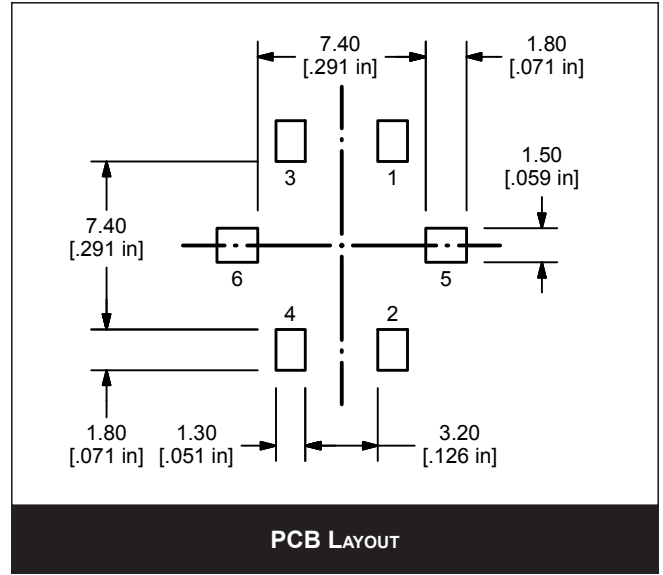 7.40
[.291 in]
1.80
[.071 in]
3
1
1.50
[.059 in]
7.40
[.291 in]
6
5
4
2
1.80
[.071 in]
1.30
[.051 in]
3.20
[.126 in]
PCB LAYOUT